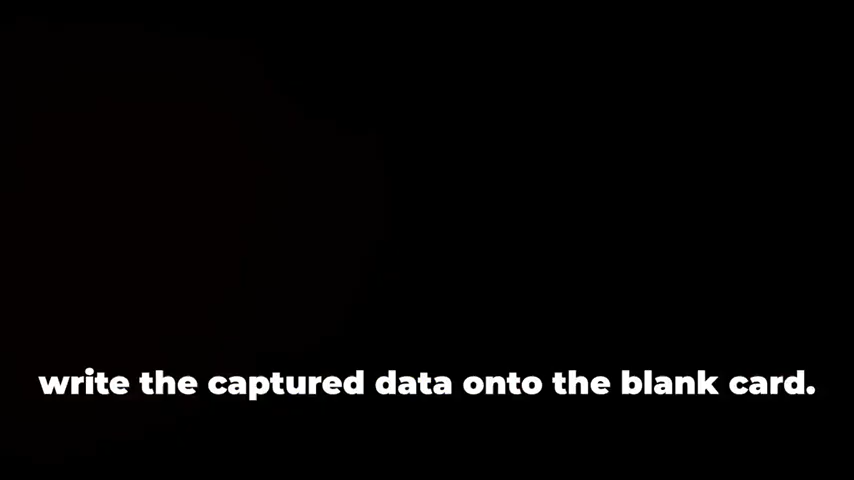 write the captured data onto the blank card.